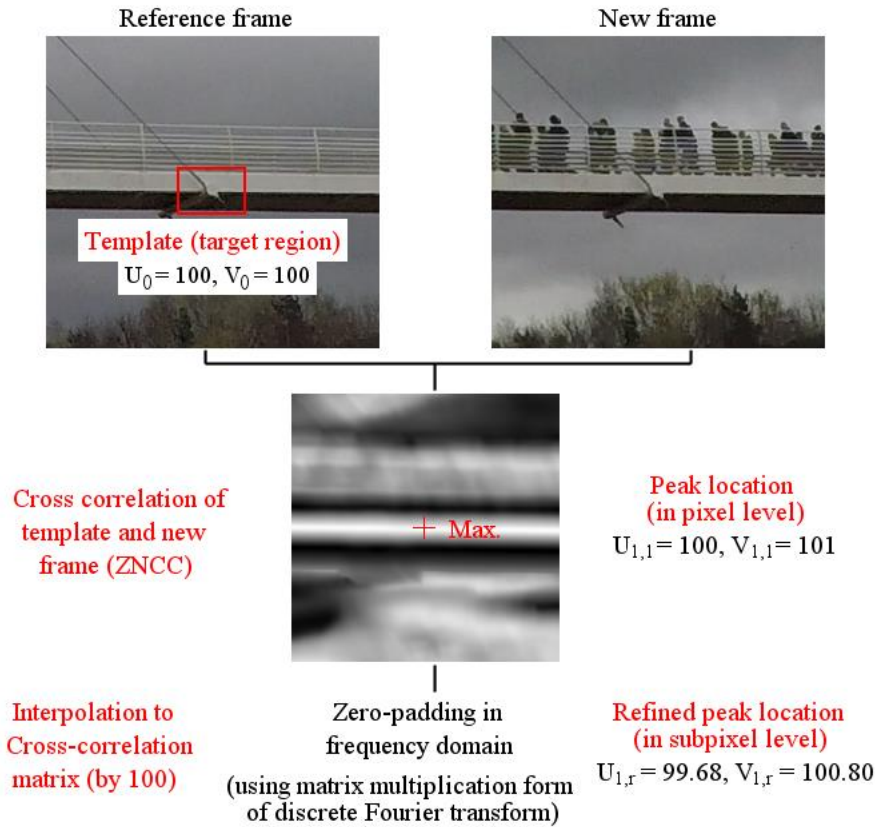 Reference frame
New frame
Template (target region)
U0 = 100, V0 = 100
Cross correlation of
template and new
frame (ZNCC)
Max.
Peak location
(in pixel level)
U1,1 = 100, V1,1 = 101
Interpolation to
Cross-correlation
matrix (by 100)
Zero-padding in
frequency domain
(using matrix multiplication form
of discrete Fourier transform)
Refined peak location
(in subpixel level)
U1,r = 99.68, V1,r = 100.80